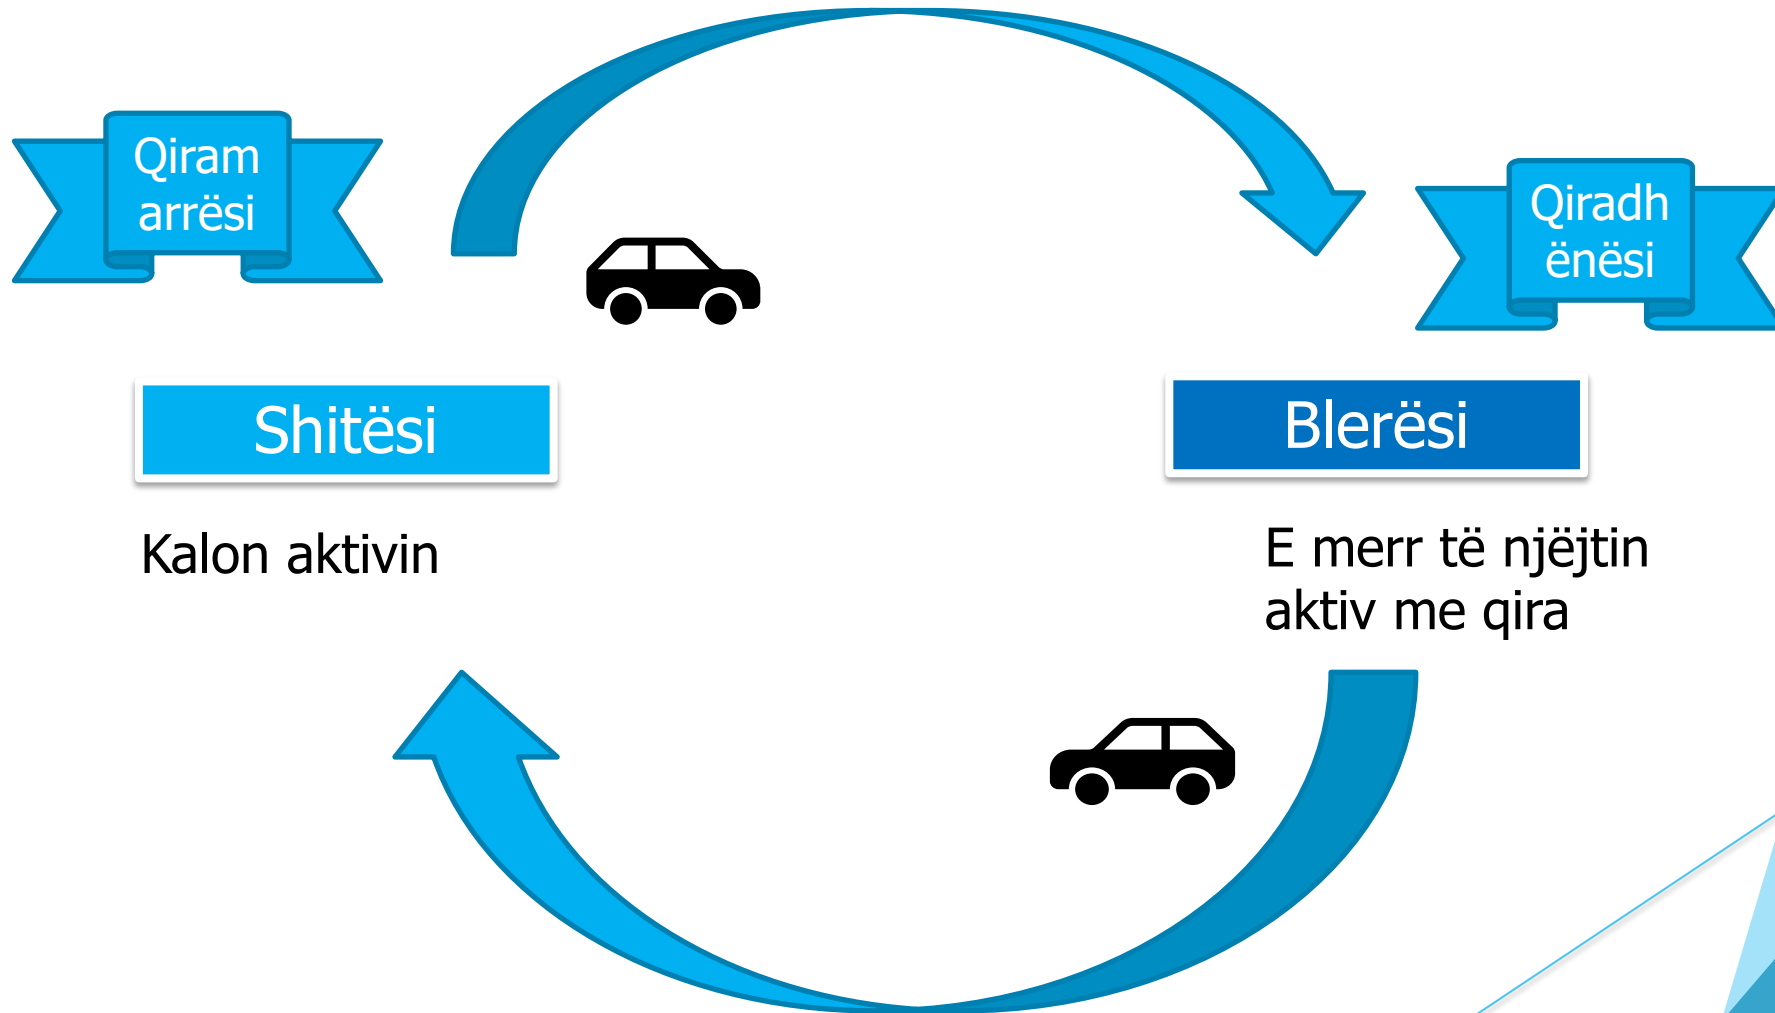 Qiram
arrësi
Qiradh
ënësi
Shitësi
Blerësi
Kalon aktivin
E merr të njëjtin
aktiv me qira